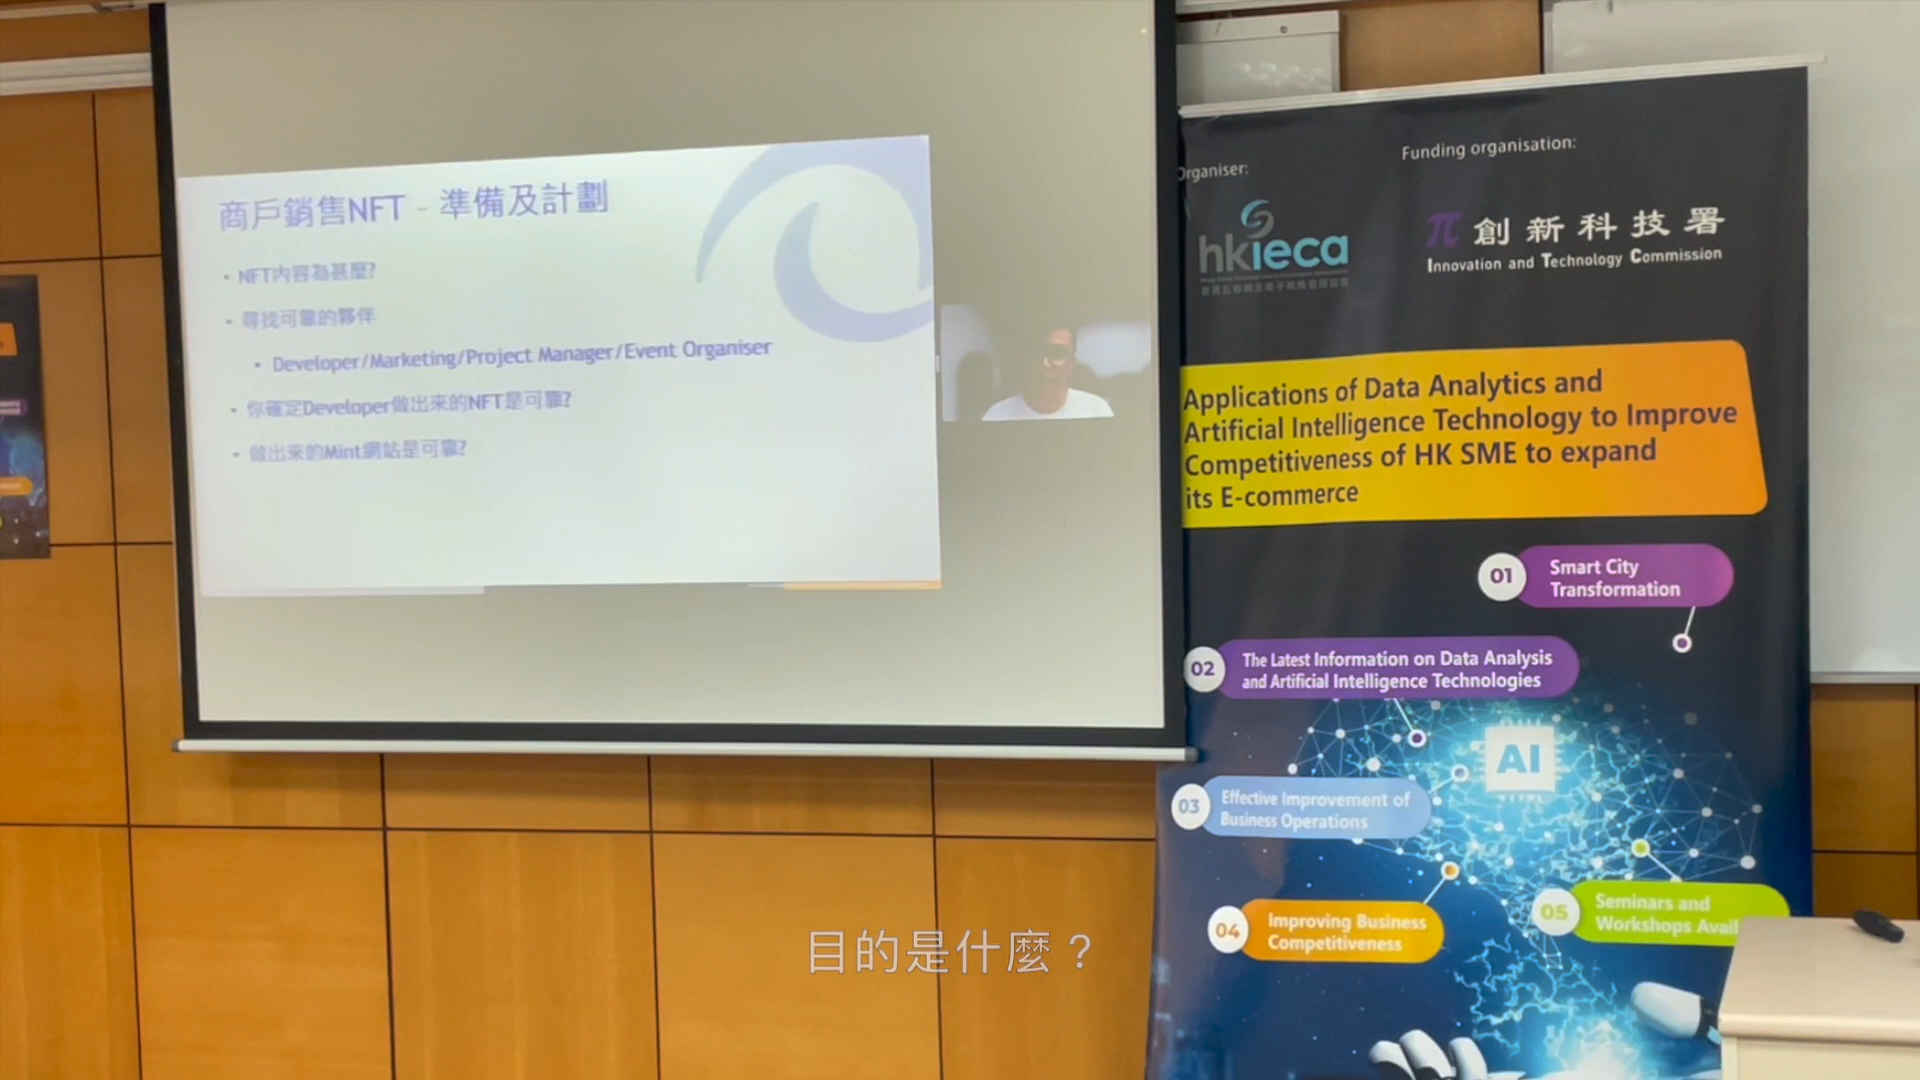 商戶銷售NFT - 準備及計劃
• NFT內容為甚麼?
• 尋找可靠的夥伴
• Developer/Marketing/Project Manager/Event Organiser
• 你確定Developer做出來的NFT是可靠?
• 做出來的Mint網站是可靠?
Organiser:
Funding organisation:
hkieca
創新科技署
Innovation and Technology Commission
Applications of Data Analytics and
Artificial Intelligence Technology to Improve
Competitiveness of HK SME to expand
its E-commerce
01 Smart City
Transformation
02 The Latest Information on Data Analysis
and Artificial Intelligence Technologies
AI
03 Effective Improvement of
Business Operations
04 Improving Business
Competitiveness
05 Seminars and
Workshops Avail
目的是什麼？